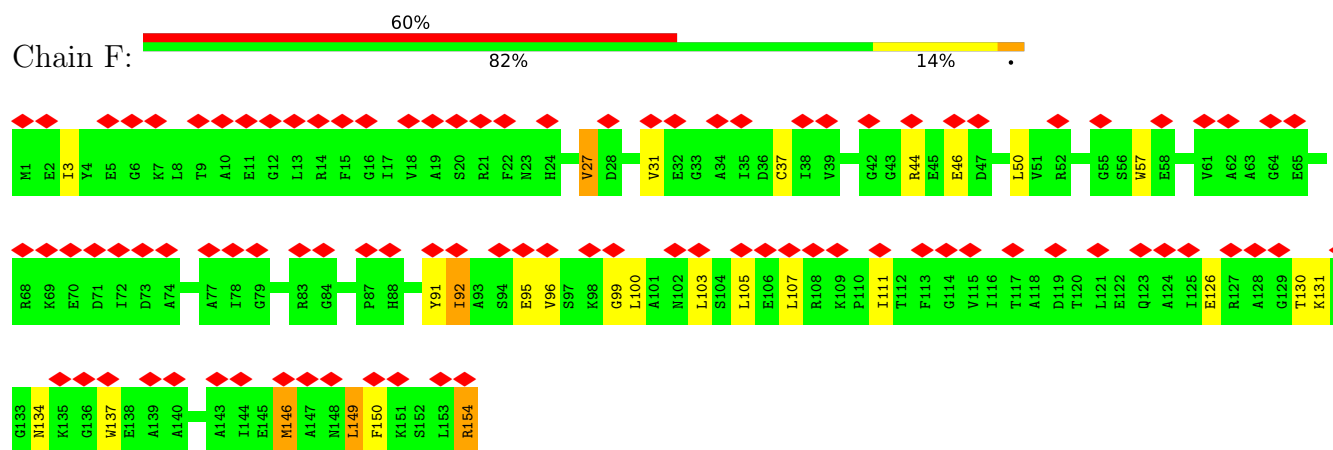 60%
Chain F:
82% 14% •
M1 E2 I3 Y4 E5 G6 K7 L8 T9 A10 E11 G12 L13 R14 F15 G16 I17 V18 A19 S20 R21 F22 N23 H24 V27 D28 V31 E32 G33 A34 I35 D36 C37 I38 V39 G42 G43 R44 E45 E46 D47 L50 V51 R52 G55 S56 W57 E58 V61 A62 A63 G64 E65
R68 K69 E70 D71 I72 D73 A74 A77 I78 G79 R83 G84 P87 H88 Y91 I92 A93 S94 E95 V96 S97 K98 G99 L100 A101 N102 L103 S104 L105 E106 L107 R108 K109 P110 I111 T112 F113 G114 V115 I116 T117 A118 D119 T120 L121 E122 Q123 A124 I125 E126 R127 A128 G129 T130 K131
G133 N134 K135 G136 W137 E138 A139 A140 A143 I144 E145 M146 A147 N148 L149 F150 K151 S152 L153 R154